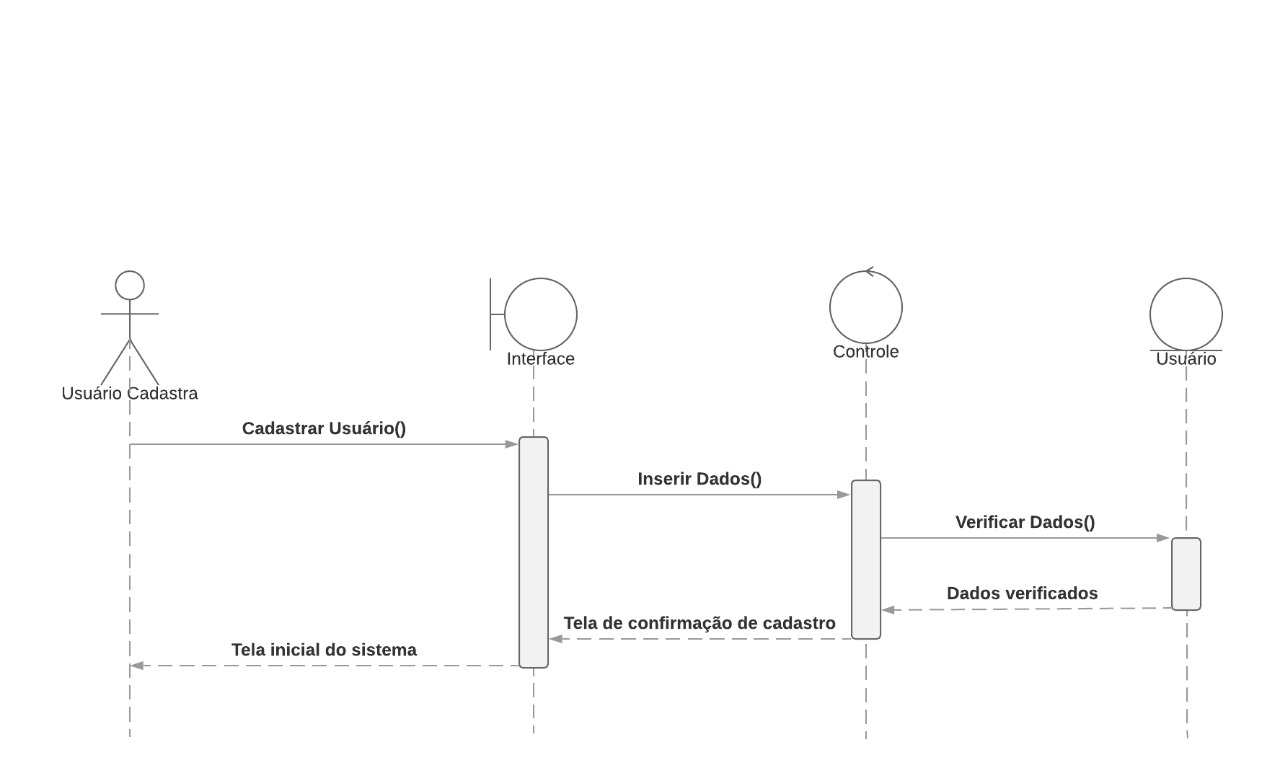 Interface
Controle
Usuário
Usuário Cadastra
Cadastrar Usuário()
Inserir Dados()
Verificar Dados()
Dados verificados
Tela de confirmação de cadastro
Tela inicial do sistema